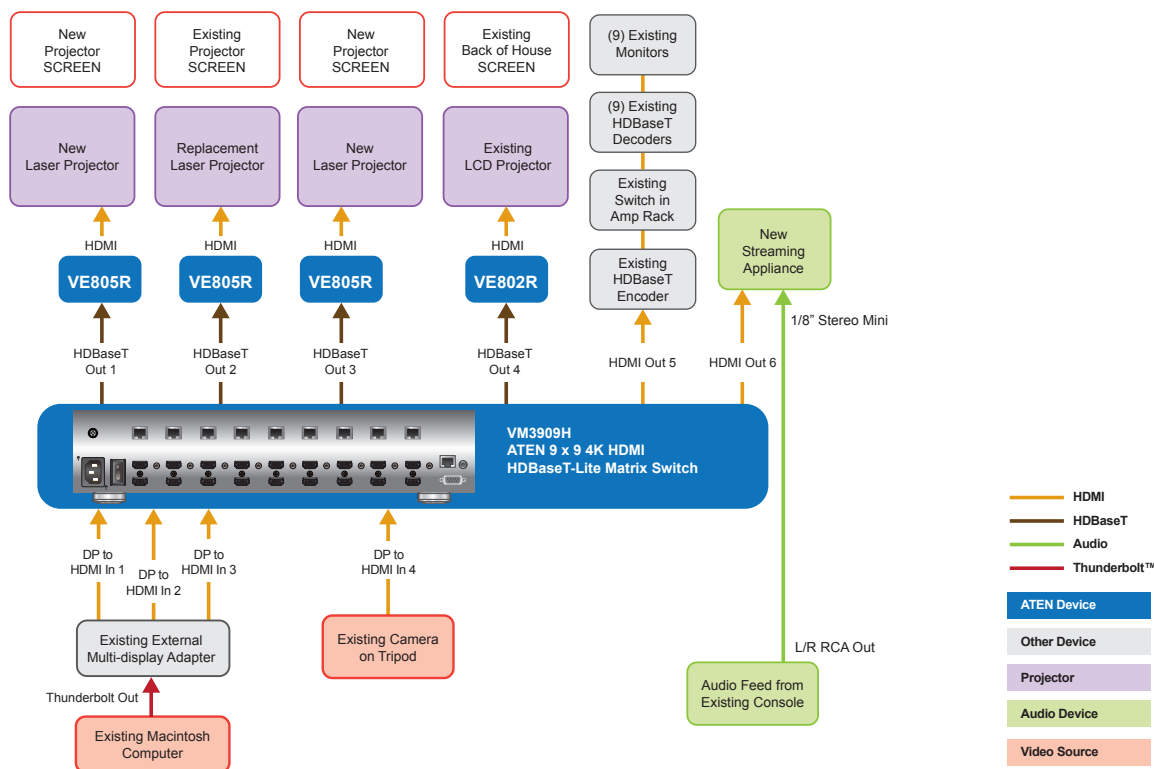 New
Projector
SCREEN
Existing
Projector
SCREEN
New
Projector
SCREEN
Existing
Back of House
SCREEN
(9) Existing
Monitors
(9) Existing
HDBaseT
Decoders
New
Laser Projector
Replacement
Laser Projector
New
Laser Projector
Existing
LCD Projector
Existing
Switch in
Amp Rack
New
Streaming
Appliance
HDMI
HDMI
HDMI
HDMI
VE805R
VE805R
VE805R
VE802R
Existing
HDBaseT
Encoder
1/8” Stereo Mini
HDBaseT
Out 1
HDBaseT
Out 2
HDBaseT
Out 3
HDBaseT
Out 4
HDMI Out 5
HDMI Out 6
VM3909H
ATEN 9 x 9 4K HDMI
HDBaseT-Lite Matrix Switch
DP to
HDMI In 1
DP to
HDMI In 2
DP to
HDMI In 3
DP to
HDMI In 4
Existing External
Multi-display Adapter
Existing Camera
on Tripod
L/R RCA Out
Audio Feed from
Existing Console
Thunderbolt Out
Existing Macintosh
Computer
HDMI
HDBaseT
Audio
Thunderbolt™
ATEN Device
Other Device
Projector
Audio Device
Video Source